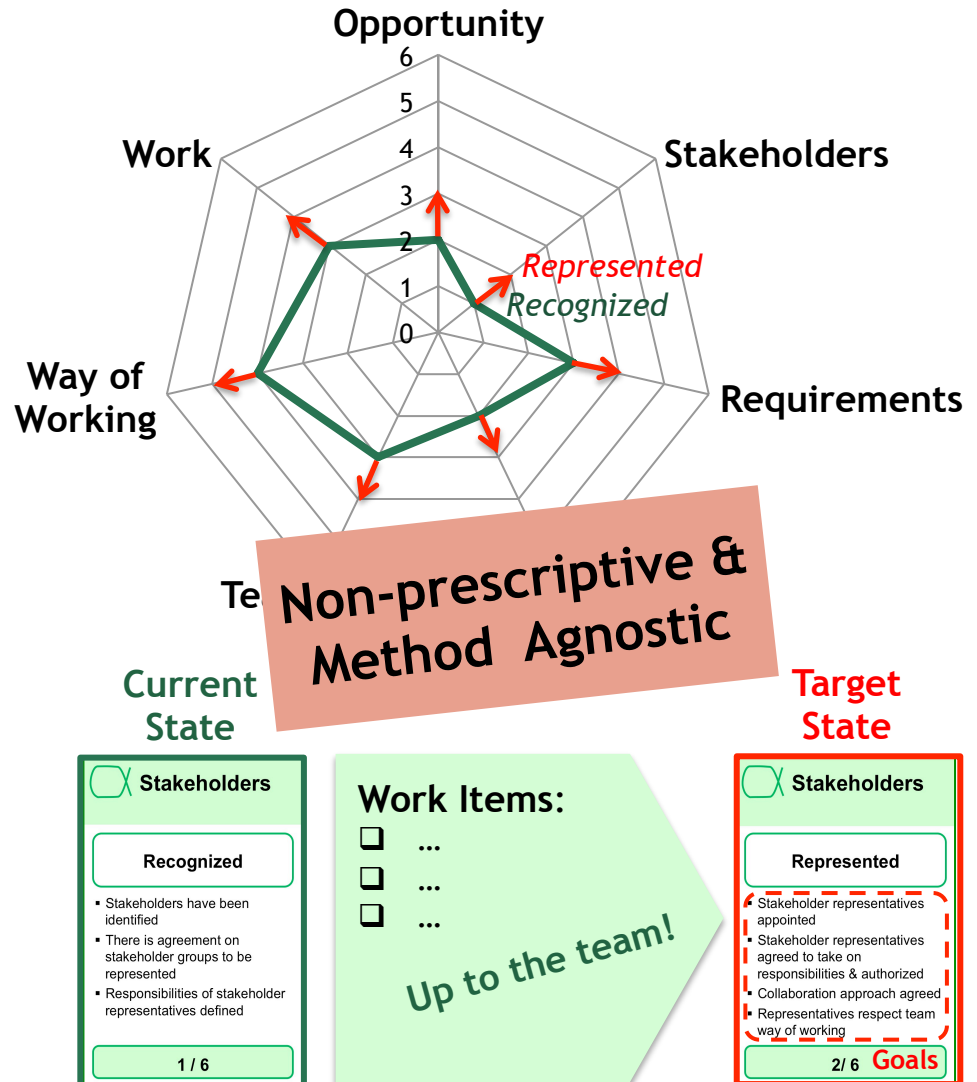 Opportunity
6
5
4
3
2
1
0
Work
Stakeholders
Represented
Recognized
Way of
Working
Requirements
Te
Non-prescriptive &
Method Agnostic
Current
State
Target
State
Stakeholders
Recognized
▪ Stakeholders have been
identified
▪ There is agreement on
stakeholder groups to be
represented
▪ Responsibilities of stakeholder
representatives defined
1 / 6
Work Items:
❑ ...
❑ ...
❑ ...
Up to the team!
Stakeholders
Represented
▪ Stakeholder representatives
appointed
▪ Stakeholder representatives
agreed to take on
responsibilities & authorized
▪ Collaboration approach agreed
▪ Representatives respect team
way of working
2/ 6 Goals